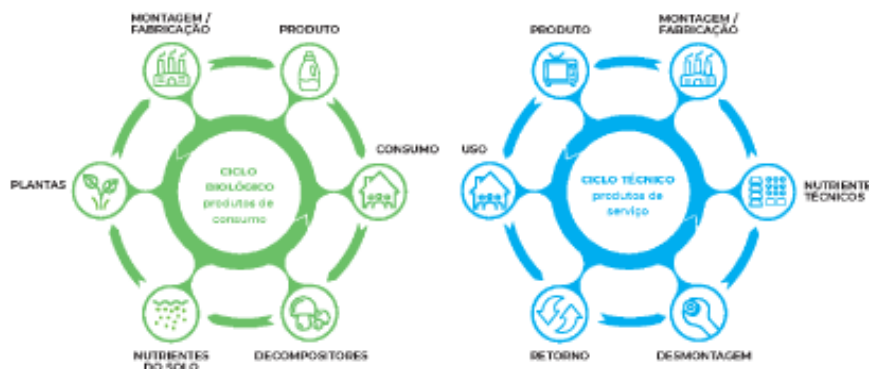 MONTAGEM /
FABRICAÇÃO
PRODUTO
CONSUMO
DECOMPOSITORES
NUTRIENTES
DO SOLO
PLANTAS
CICLO
BIOLÓGICO
produtos de
consumo
PRODUTO
MONTAGEM /
FABRICAÇÃO
NUTRIENTE
TÉCNICOS
DESMONTAGEM
RETORNO
USO
CICLO TÉCNICO
produtos de
serviço